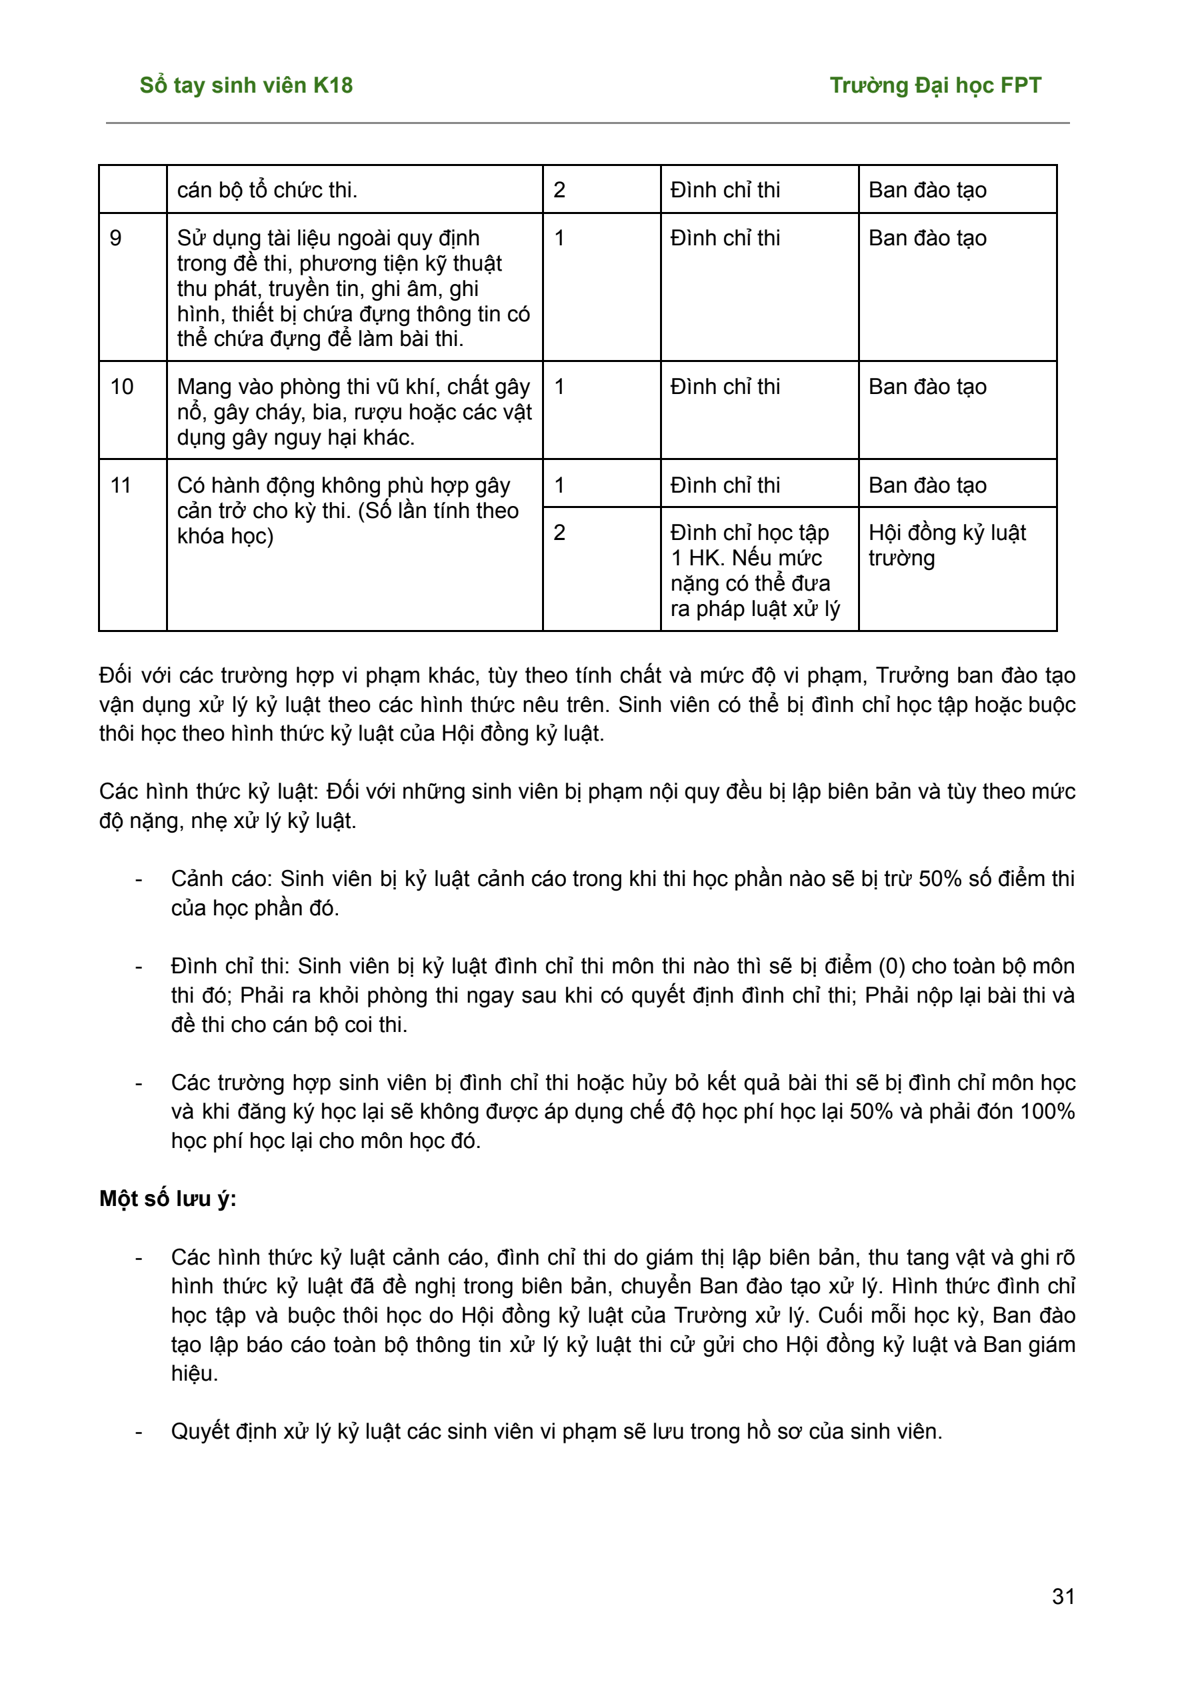 Sổ tay sinh viên K18 Trường Đại học FPT
cán bộ tổ chức thi. 2 Đình chỉ thi Ban đào tạo
9 Sử dụng tài liệu ngoài quy định 1 Đình chỉ thi Ban đào tạo
trong đề thi, phương tiện kỹ thuật
thu phát, truyền tin, ghi âm, ghi
hình, thiết bị chứa đựng thông tin có
thể chứa đựng để làm bài thi.
10 Mang vào phòng thi vũ khí, chất gây 1 Đình chỉ thi Ban đào tạo
nổ, gây cháy, bia, rượu hoặc các vật
dụng gây nguy hại khác.
11 Có hành động không phù hợp gây 1 Đình chỉ thi Ban đào tạo
cản trở cho kỳ thi. (Số lần tính theo
khóa học)
2 Đình chỉ học tập Hội đồng kỷ luật
1 HK. Nếu mức trường
nặng có thể đưa
ra pháp luật xử lý
Đối với các trường hợp vi phạm khác, tùy theo tính chất và mức độ vi phạm, Trưởng ban đào tạo
vận dụng xử lý kỷ luật theo các hình thức nêu trên. Sinh viên có thể bị đình chỉ học tập hoặc buộc
thôi học theo hình thức kỷ luật của Hội đồng kỷ luật.
Các hình thức kỷ luật: Đối với những sinh viên bị phạm nội quy đều bị lập biên bản và tùy theo mức
độ nặng, nhẹ xử lý kỷ luật.
- Cảnh cáo: Sinh viên bị kỷ luật cảnh cáo trong khi thi học phần nào sẽ bị trừ 50% số điểm thi
của học phần đó.
- Đình chỉ thi: Sinh viên bị kỷ luật đình chỉ thi môn thi nào thì sẽ bị điểm (0) cho toàn bộ môn
thi đó; Phải ra khỏi phòng thi ngay sau khi có quyết định đình chỉ thi; Phải nộp lại bài thi và
đề thi cho cán bộ coi thi.
- Các trường hợp sinh viên bị đình chỉ thi hoặc hủy bỏ kết quả bài thi sẽ bị đình chỉ môn học
và khi đăng ký học lại sẽ không được áp dụng chế độ học phí học lại 50% và phải đón 100%
học phí học lại cho môn học đó.
Một số lưu ý:
- Các hình thức kỷ luật cảnh cáo, đình chỉ thi do giám thị lập biên bản, thu tang vật và ghi rõ
hình thức kỷ luật đã đề nghị trong biên bản, chuyển Ban đào tạo xử lý. Hình thức đình chỉ
học tập và buộc thôi học do Hội đồng kỷ luật của Trường xử lý. Cuối mỗi học kỳ, Ban đào
tạo lập báo cáo toàn bộ thông tin xử lý kỷ luật thi cử gửi cho Hội đồng kỷ luật và Ban giám
hiệu.
- Quyết định xử lý kỷ luật các sinh viên vi phạm sẽ lưu trong hồ sơ của sinh viên.
31